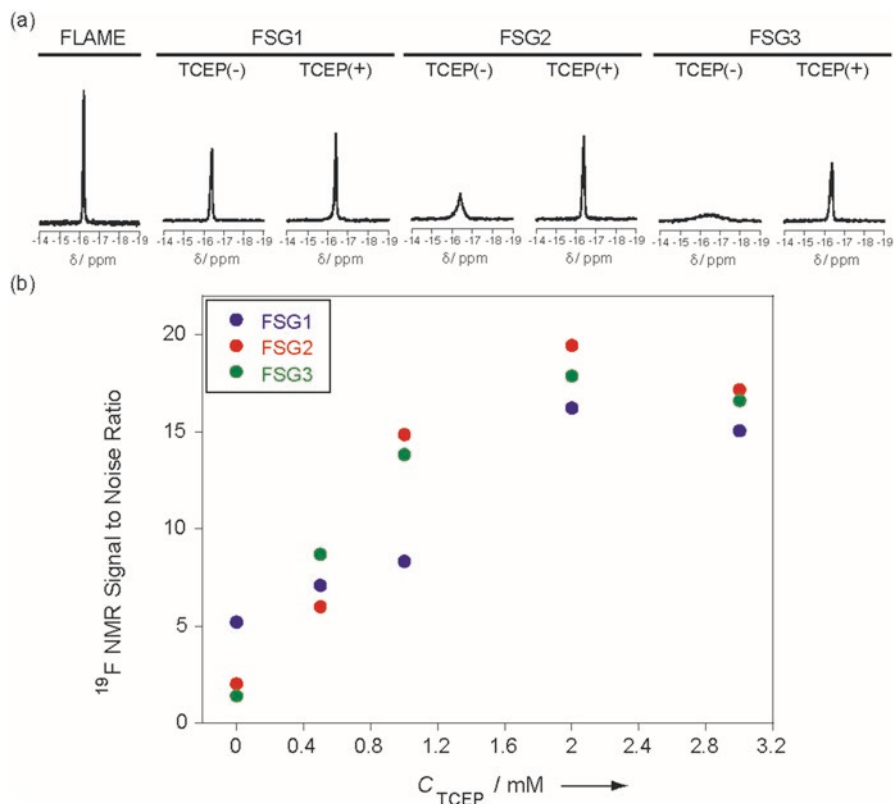 (a)
FLAME FSG1 FSG2 FSG3
TCEP(-) TCEP(+) TCEP(-) TCEP(+) TCEP(-) TCEP(+)
-14 -15 -16 -17 -18 -19 -14 -15 -16 -17 -18 -19 -14 -15 -16 -17 -18 -19 -14 -15 -16 -17 -18 -19 -14 -15 -16 -17 -18 -19 -14 -15 -16 -17 -18 -19 -14 -15 -16 -17 -18 -19
δ/ ppm δ/ ppm δ/ ppm δ/ ppm δ/ ppm δ/ ppm δ/ ppm
(b)
FSG1
FSG2
FSG3
¹⁹F NMR Signal to Noise Ratio
20
15
10
5
0
0 0.4 0.8 1.2 1.6 2 2.4 2.8 3.2
C TCEP / mM